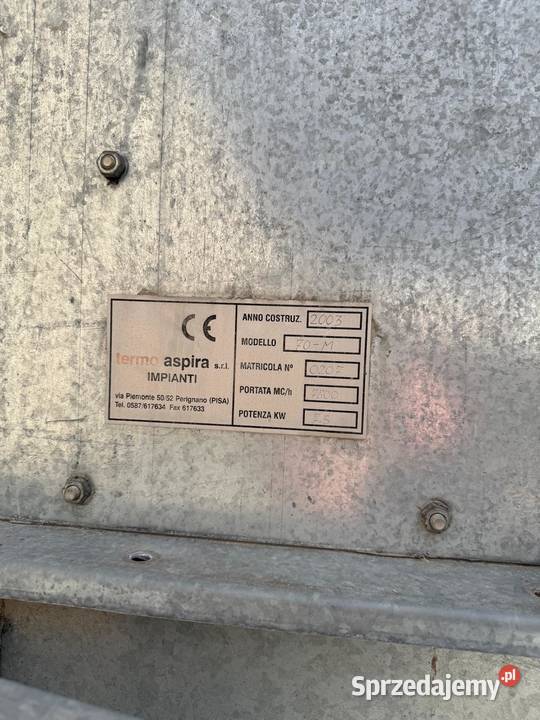 CE
termo aspira s.r.l.
IMPIANTI
via Piemonte 50/52 Perignano (PISA)
Tel. 0587/617634 Fax 617633
ANNO COSTRUZ. 2003
MODELLO 70-M
MATRICOLA N°
PORTATA MC/h
POTENZA KW
Sprzedajemy.pl